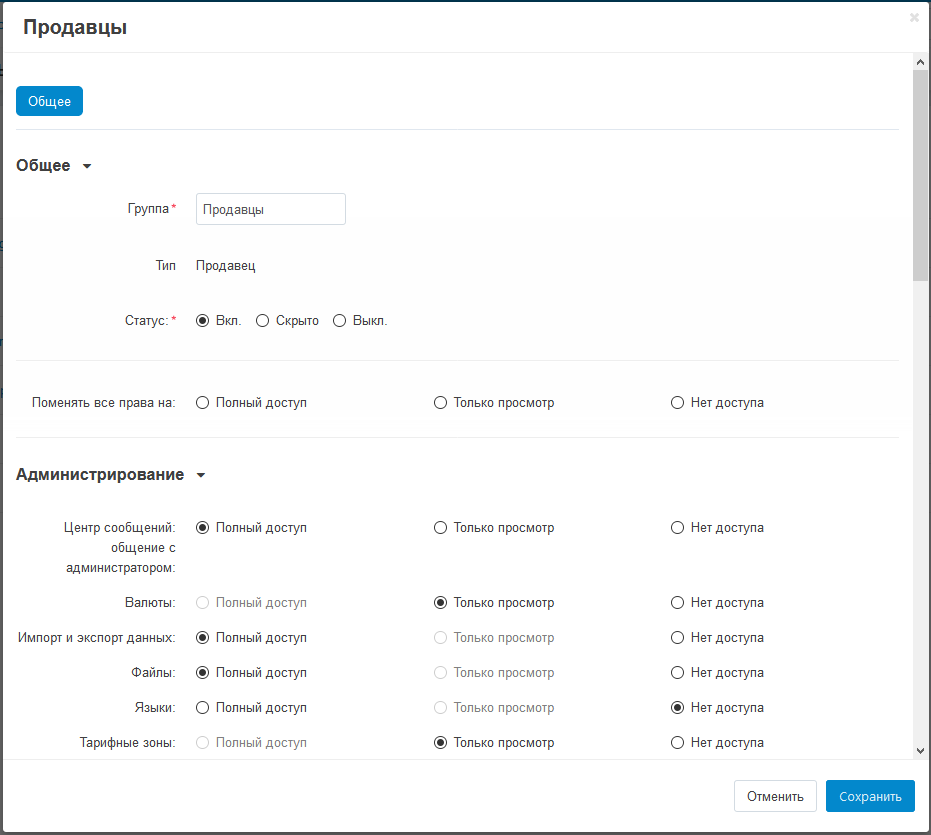 Продавцы
Общее
Общее
Группа*
Продавцы
Тип
Продавец
Статус:*
Вкл.
Скрыто
Выкл.
Поменять все права на:
Полный доступ
Только просмотр
Нет доступа
Администрирование
Центр сообщений:
общение с
администратором:
Полный доступ
Только просмотр
Нет доступа
Валюты:
Полный доступ
Только просмотр
Нет доступа
Импорт и экспорт данных:
Полный доступ
Только просмотр
Нет доступа
Файлы:
Полный доступ
Только просмотр
Нет доступа
Языки:
Полный доступ
Только просмотр
Нет доступа
Тарифные зоны:
Полный доступ
Только просмотр
Нет доступа
Отменить
Сохранить